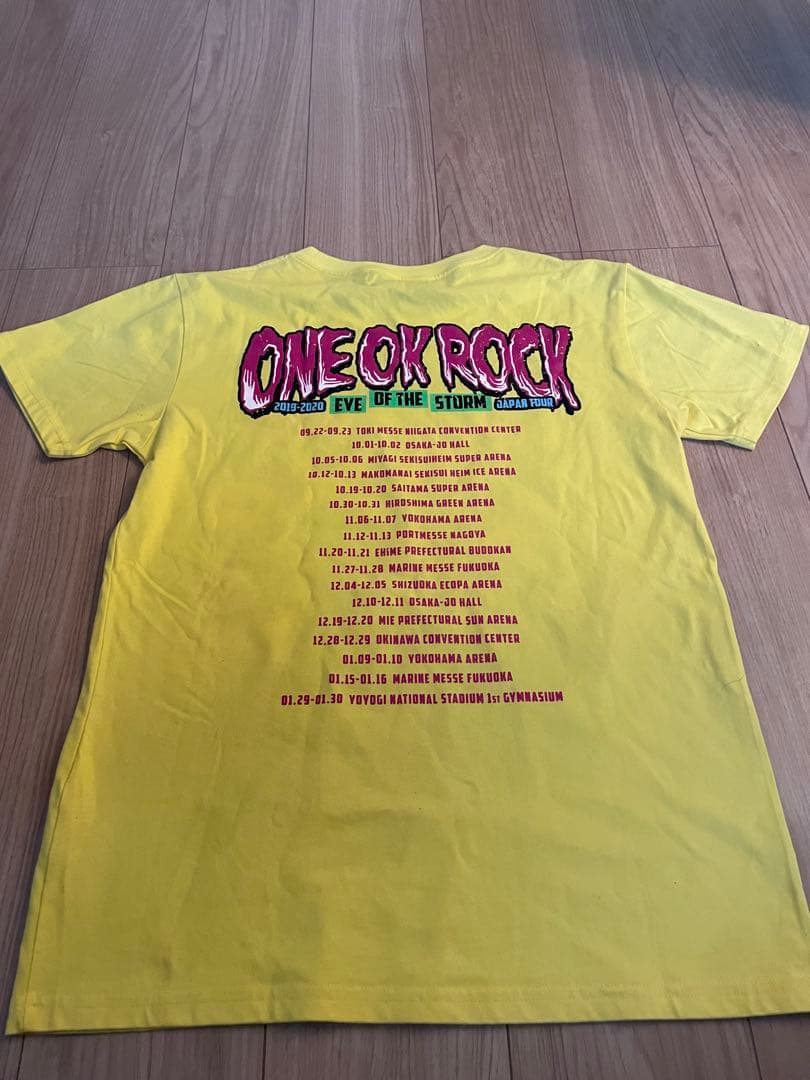 ONE OK ROCK
2019-2020 EYE OF THE STORM JAPAN TOUR
09.22-09.23 TOKI MESSE NIIGATA CONVENTION CENTER
10.01-10.02 OSAKA-JO HALL
10.05-10.06 MIYAGI SEKISUIHEIM SUPER ARENA
10.12-10.13 MAKOMANAI SEKISUI HEIM ICE ARENA
10.19-10.20 SAITAMA SUPER ARENA
10.30-10.31 HIROSHIMA GREEN ARENA
11.06-11.07 YOKOHAMA ARENA
11.12-11.13 PORTMESSE NAGOYA
11.20-11.21 EHIME PREFECTURAL BUDOKAN
11.27-11.28 MARINE MESSE FUKUOKA
12.04-12.05 SHIZUOKA ECOPA ARENA
12.10-12.11 OSAKA-JO HALL
12.19-12.20 MIE PREFECTURAL SUN ARENA
12.28-12.29 OKINAWA CONVENTION CENTER
01.09-01.10 YOKOHAMA ARENA
01.15-01.16 MARINE MESSE FUKUOKA
01.29-01.30 YOYOGI NATIONAL STADIUM 1ST GYMNASIUM